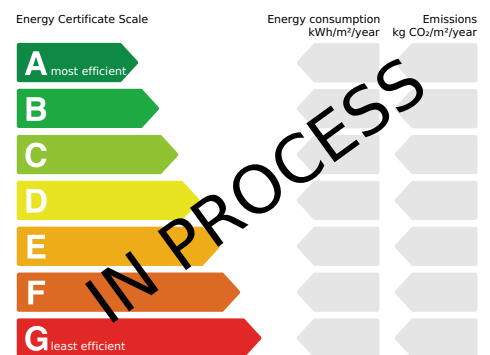 Energy Certificate Scale
Energy consumption
kWh/m²/year
Emissions
kg CO₂/m²/year
A most efficient
B
C
D
E
F
G least efficient
IN PROCESS